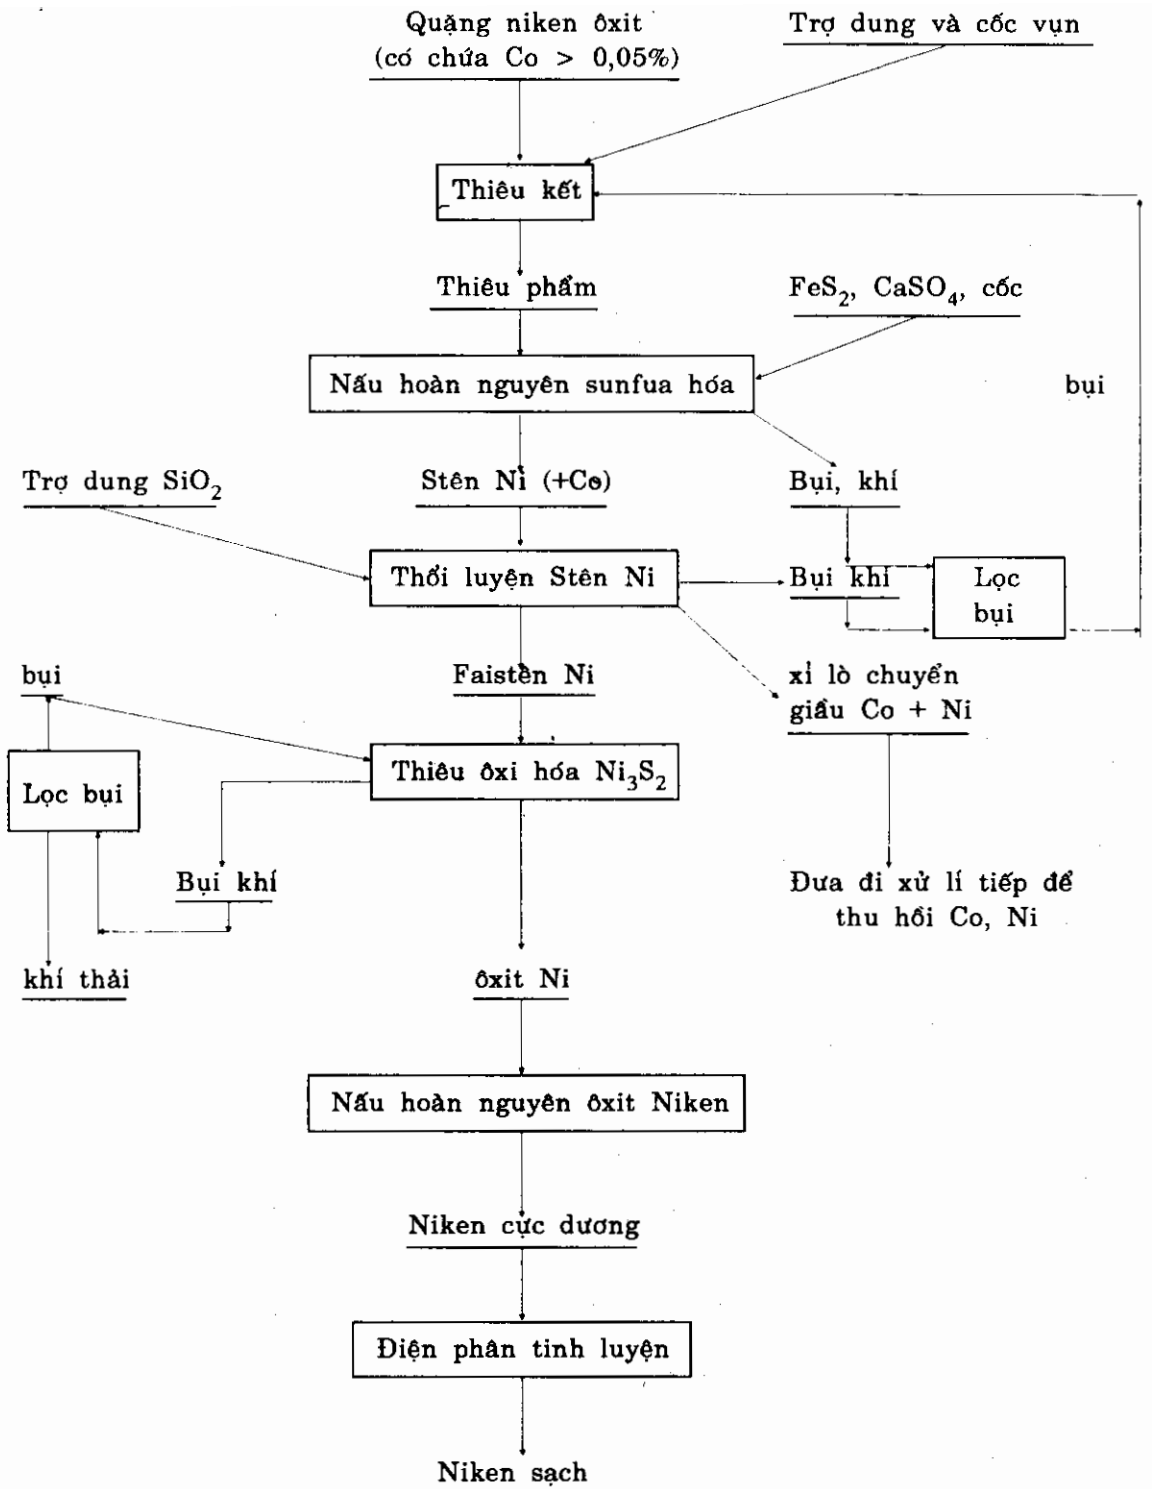 Quặng niken ôxit
(có chứa Co > 0,05%)
Trợ dung và cốc vụn
Thiêu kết
Thiêu phẩm
FeS₂, CaSO₄, cốc
Nấu hoàn nguyên sunfua hóa
bụi
Trợ dung SiO₂
Stên Ni (+Co)
Bụi, khí
Thổi luyện Stên Ni
Bụi khí
Lọc
bụi
bụi
Faistên Ni
xỉ lò chuyển
giầu Co + Ni
Lọc bụi
Thiêu ôxi hóa Ni₃S₂
Bụi khí
Đưa đi xử lí tiếp để
thu hồi Co, Ni
khí thải
ôxit Ni
Nấu hoàn nguyên ôxit Niken
Niken cực dương
Điện phân tinh luyện
Niken sạch